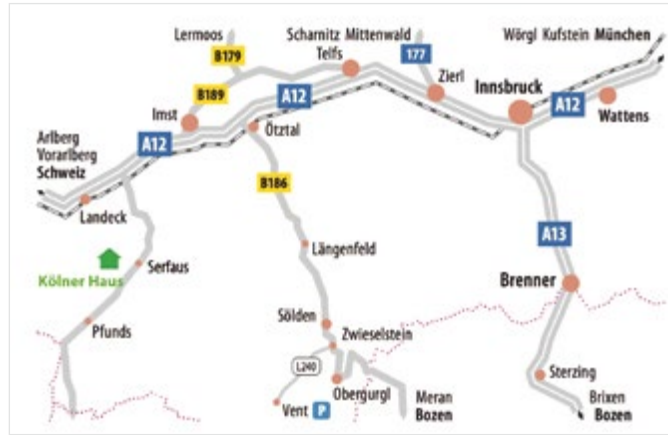 Lermoos
Scharnitz Mittenwald
Wörgl Kufstein München
B179
Telfs
177
Zierl
Innsbruck
B189
A12
A12
Imst
Wattens
Ötztal
A12
Arlberg
Vorarlberg
Schweiz
B186
Landeck
A13
Längenfeld
Serfaus
Kölner Haus
Brenner
Sölden
Zwieselstein
Pfunds
L240
Sterzing
Obergurgl
Meran
Bozen
Brixen
Bozen
Vent P